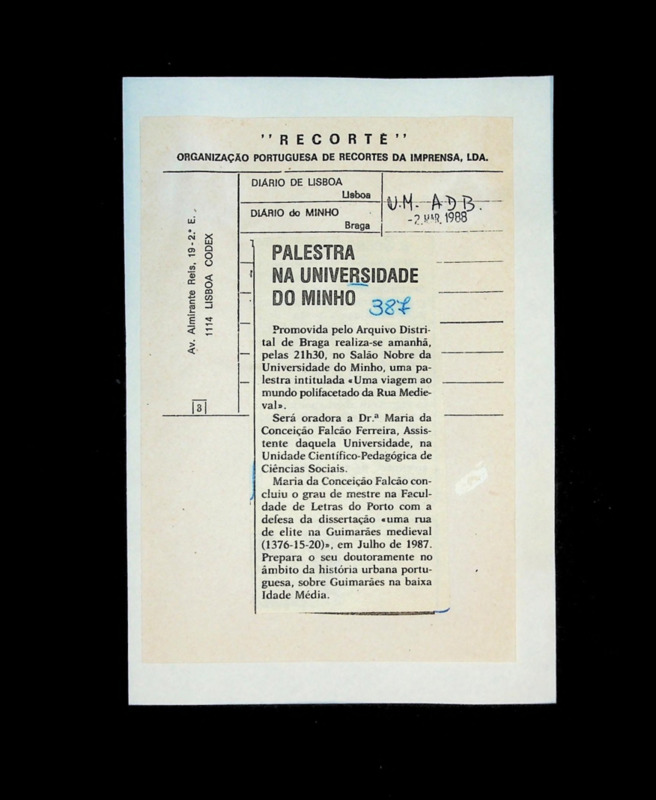 "RECORTE"
ORGANIZAÇÃO PORTUGUESA DE RECORTES DA IMPRENSA, LDA.
Av. Almirante Reis, 19-2.º E.
1114 LISBOA CODEX
3
DIÁRIO DE LISBOA
Lisboa
DIÁRIO do MINHO
Braga
U.M. ADB.
-2. MAR. 1988
PALESTRA
NA UNIVERSIDADE
DO MINHO
387
Promovida pelo Arquivo Distri-
tal de Braga realiza-se amanhã,
pelas 21h30, no Salão Nobre da
Universidade do Minho, uma pa-
lestra intitulada «Uma viagem ao
mundo polifacetado da Rua Medie-
val».
Será oradora a Dr.ª Maria da
Conceição Falcão Ferreira, Assis-
tente daquela Universidade, na
Unidade Científico-Pedagógica de
Ciências Sociais.
Maria da Conceição Falcão con-
cluiu o grau de mestre na Facul-
dade de Letras do Porto com a
defesa da dissertação «uma rua
de elite na Guimarães medieval
(1376-15-20)», em Julho de 1987.
Prepara o seu doutoramente no
âmbito da história urbana portu-
guesa, sobre Guimarães na baixa
Idade Média.